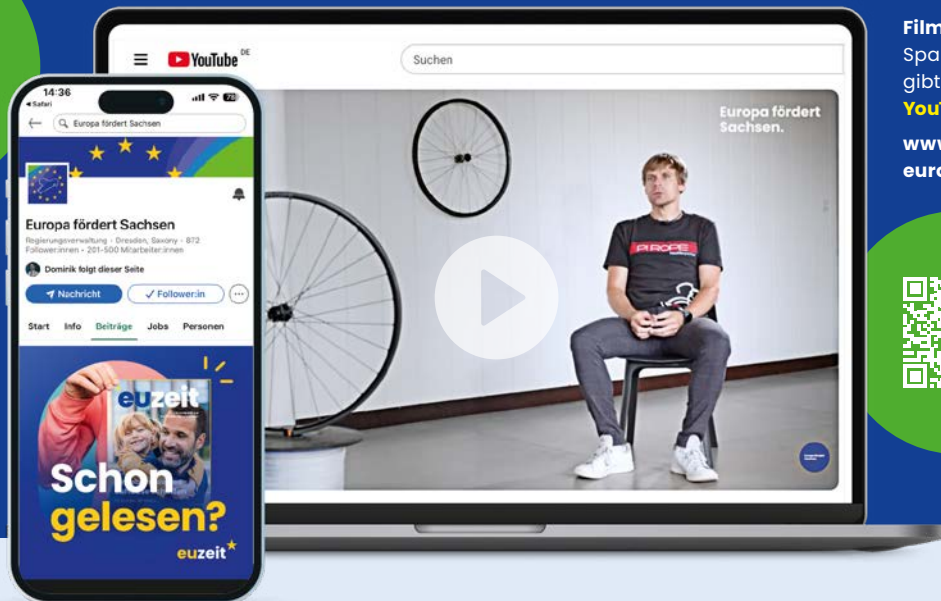 YouTube DE
Suchen
Europa fördert
Sachsen.
PI ROPE
14:36
Safari
78
Europa fördert Sachsen
Europa fördert Sachsen
Regierungsverwaltung · Dresden, Saxony · 872
Follower:innen · 201-500 Mitarbeiter:innen
Dominik folgt dieser Seite
Nachricht
Follower:in
Start Info Beiträge Jobs Personen
euzeit
Schon
gelesen?
euzeit
Film
Spa
gibt
You
www
euro